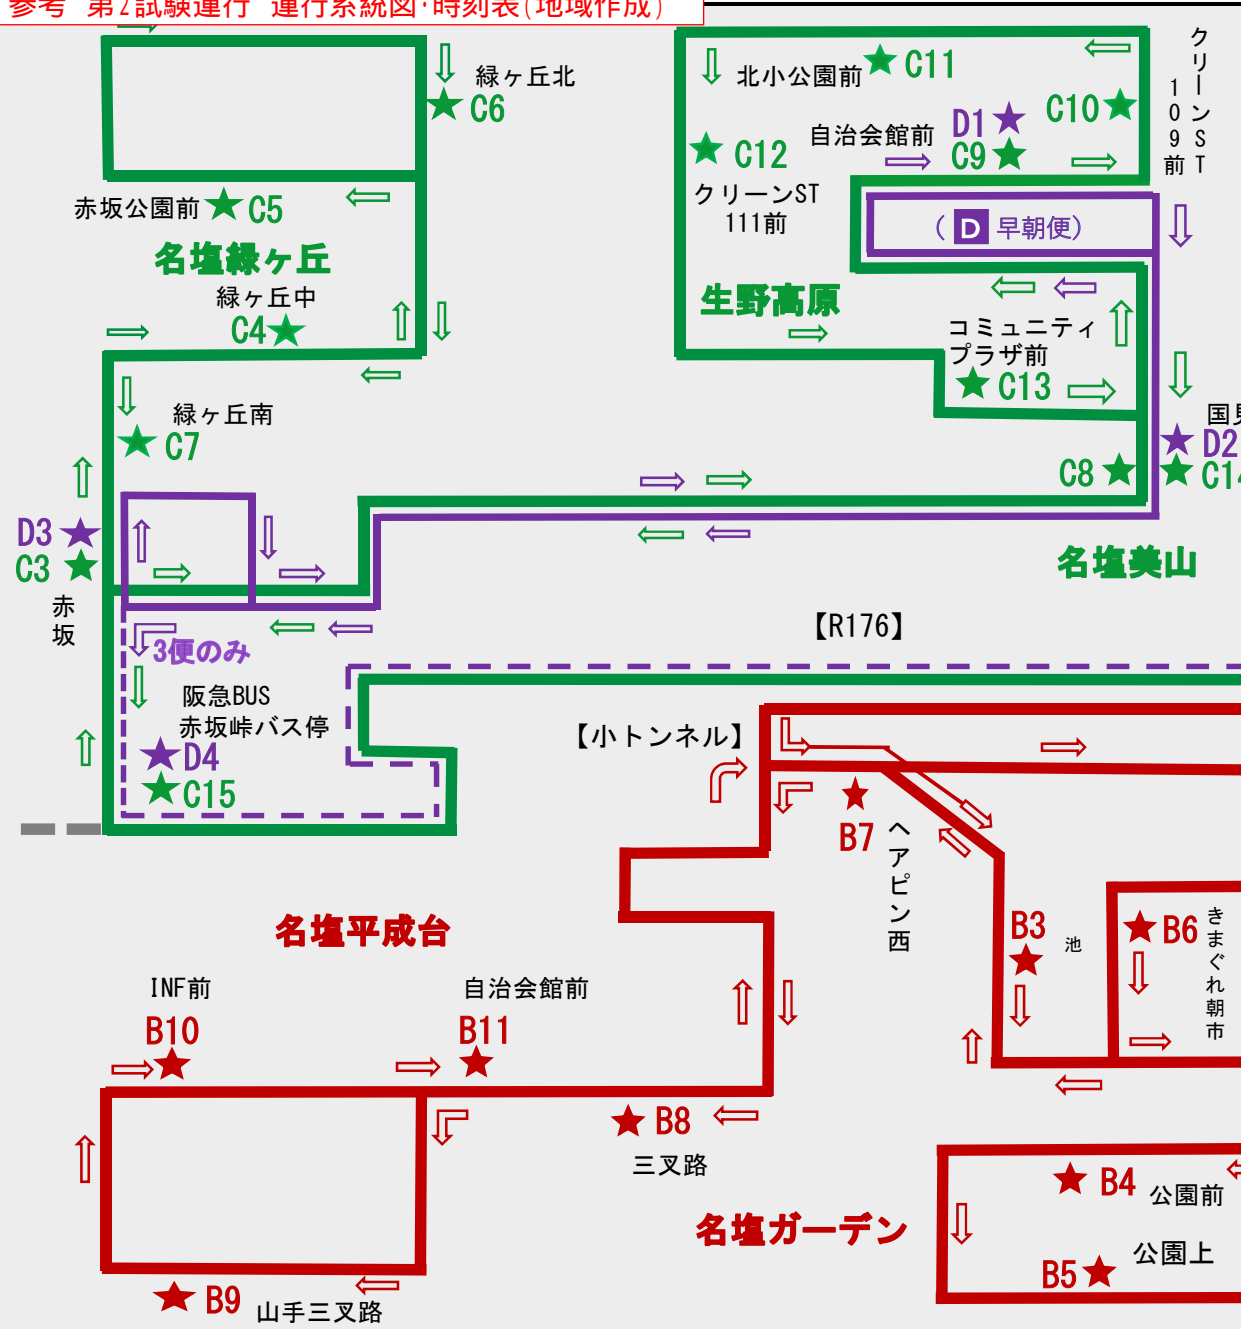 参考 第2試験運行 運行系統図･時刻表(地域作成)
緑ヶ丘北
C6
赤坂公園前
C5
名塩緑ヶ丘
緑ヶ丘中
C4
緑ヶ丘南
C7
北小公園前
C11
クリーンST
109前
C10
自治会館前
D1
C9
C12
クリーンST
111前
(D 早朝便)
生野高原
コミュニティ
プラザ前
C13
国見
D2
C8
C14
D3
C3
赤坂
名塩美山
3便のみ
【R176】
阪急BUS
赤坂峠バス停
D4
C15
【小トンネル】
B7
ヘアピン西
B3
池
B6
きまぐれ朝市
名塩平成台
INF前
B10
自治会館前
B11
B8
三叉路
名塩ガーデン
B4
公園前
公園上
B5
B9
山手三叉路